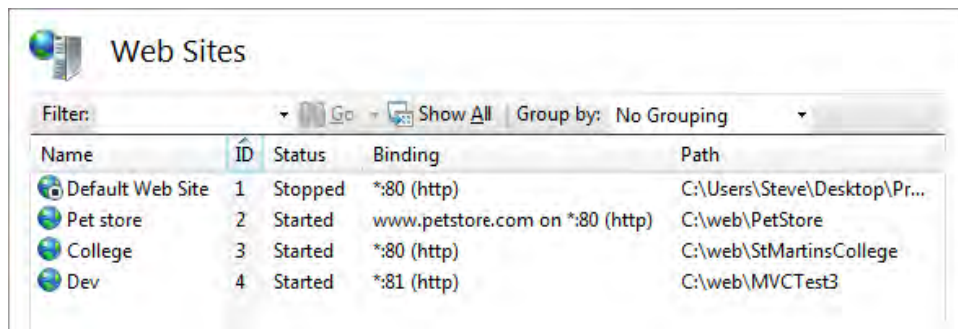 Web Sites
Filter: Go Show All Group by: No Grouping
Name ID Status Binding Path
Default Web Site 1 Stopped *:80 (http) C:\Users\Steve\Desktop\Pr...
Pet store 2 Started www.petstore.com on *:80 (http) C:\web\PetStore
College 3 Started *:80 (http) C:\web\StMartinsCollege
Dev 4 Started *:81 (http) C:\web\MVCTest3